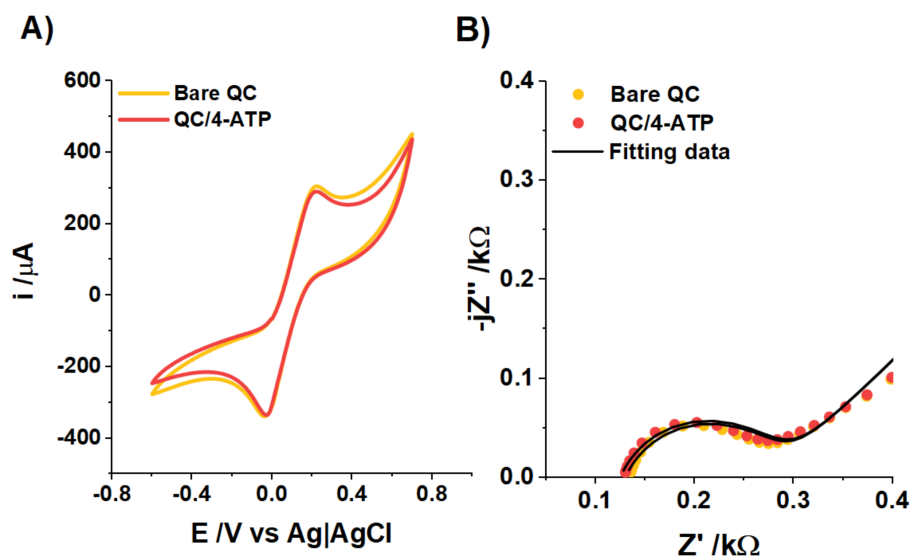 A)
600
400
200
0
-200
-400
-0.8
-0.4
0.0
0.4
0.8
Bare QC
QC/4-ATP
i /µA
E /V vs Ag|AgCl
B)
0.4
0.3
0.2
0.1
0.0
0.1
0.2
0.3
0.4
Bare QC
QC/4-ATP
Fitting data
-jZ'' /kΩ
Z' /kΩ